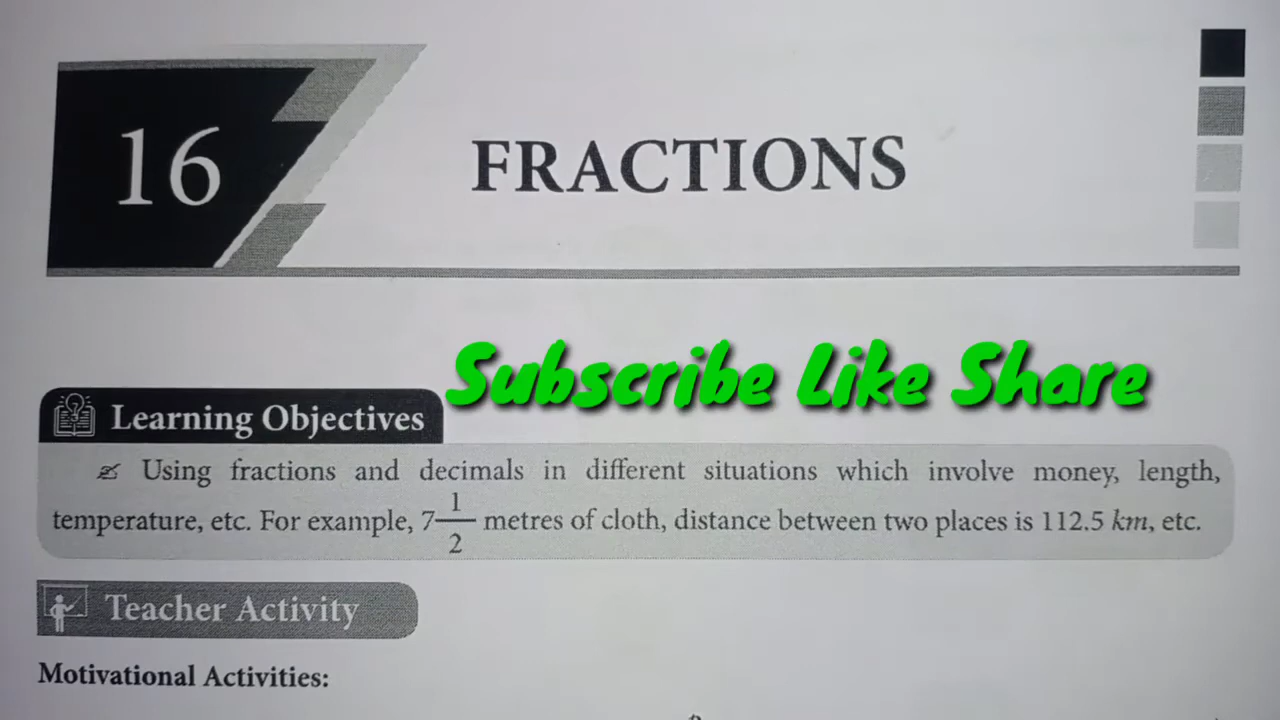 16
FRACTIONS
Subscribe Like Share
Learning Objectives
Using fractions and decimals in different situations which involve money, length,
temperature, etc. For example, 7 1/2 metres of cloth, distance between two places is 112.5 km, etc.
Teacher Activity
Motivational Activities: